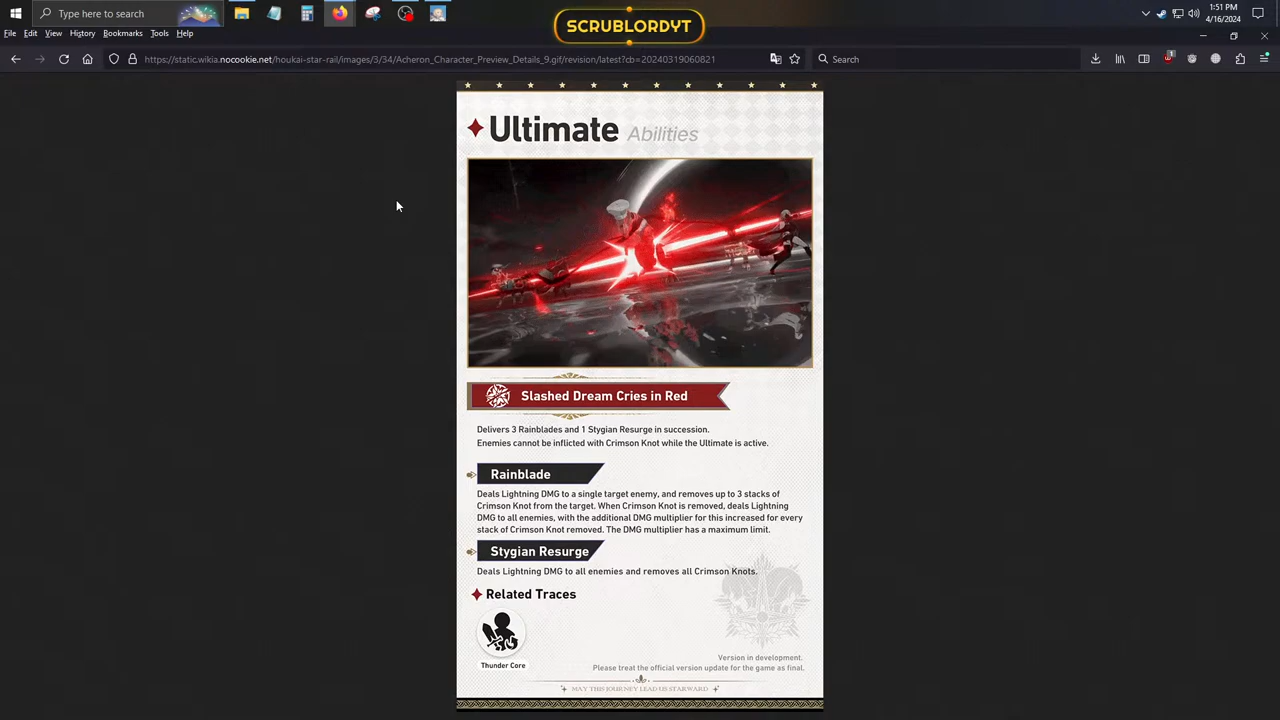 Type here to search
SCRUBLORDYT
1:51 PM
4/16/2024
File Edit View History Bookmarks Tools Help
https://static.wikia.nocookie.net/houkai-star-rail/images/3/34/Acheron_Character_Preview_Details_9.gif/revision/latest?cb=20240319060821
Search
Ultimate Abilities
Slashed Dream Cries in Red
Delivers 3 Rainblades and 1 Stygian Resurge in succession.
Enemies cannot be inflicted with Crimson Knot while the Ultimate is active.
Rainblade
Deals Lightning DMG to a single target enemy, and removes up to 3 stacks of
Crimson Knot from the target. When Crimson Knot is removed, deals Lightning
DMG to all enemies, with the additional DMG multiplier for this increased for every
stack of Crimson Knot removed. The DMG multiplier has a maximum limit.
Stygian Resurge
Deals Lightning DMG to all enemies and removes all Crimson Knots.
Related Traces
Thunder Core
Version in development.
Please treat the official version update for the game as final.
MAY THIS JOURNEY LEAD US STARWARD